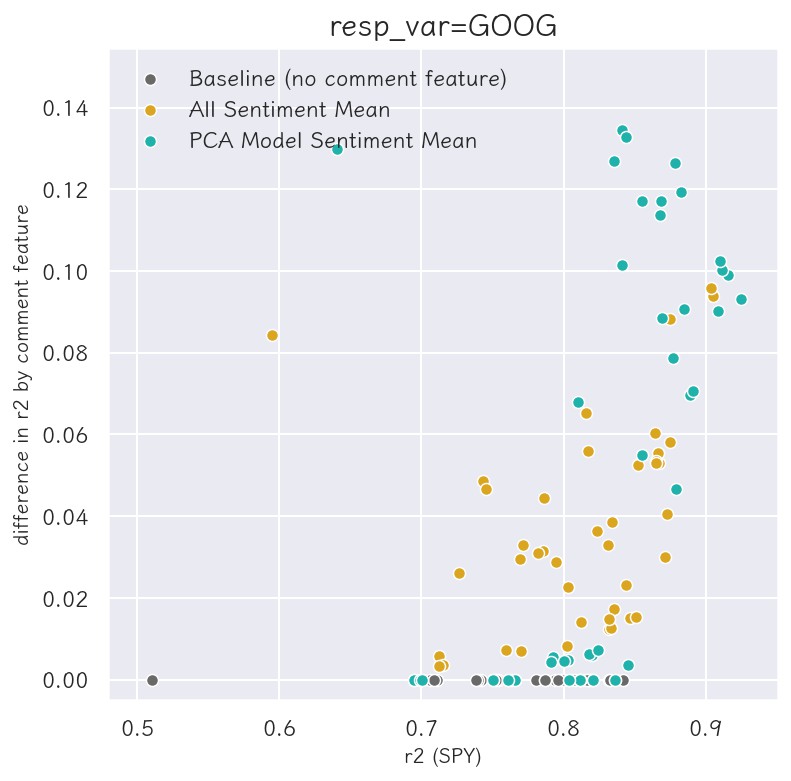 resp_var=GOOG
Baseline (no comment feature)
All Sentiment Mean
PCA Model Sentiment Mean
0.14
0.12
0.10
0.08
0.06
0.04
0.02
0.00
difference in r2 by comment feature
0.5 0.6 0.7 0.8 0.9
r2 (SPY)